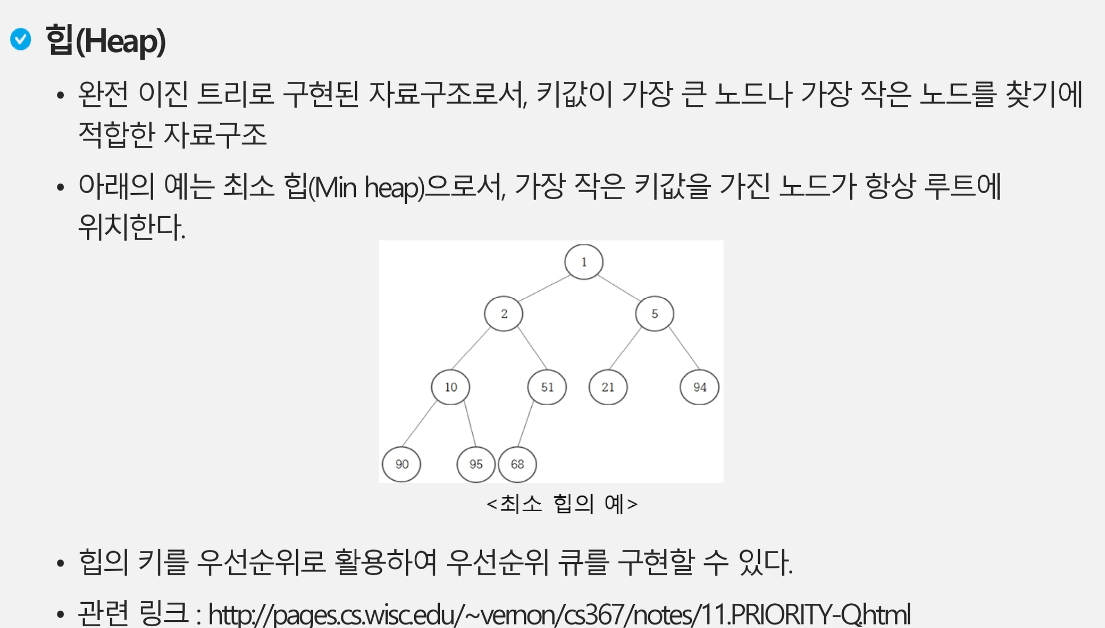 힙(Heap)
• 완전 이진 트리로 구현된 자료구조로서, 키값이 가장 큰 노드나 가장 작은 노드를 찾기에
적합한 자료구조
• 아래의 예는 최소 힙(Min heap)으로서, 가장 작은 키값을 가진 노드가 항상 루트에
위치한다.
1
2 5
10 51 21 94
90 95 68
<최소 힙의 예>
• 힙의 키를 우선순위로 활용하여 우선순위 큐를 구현할 수 있다.
• 관련 링크 : http://pages.cs.wisc.edu/~vernon/cs367/notes/11.PRIORITY-Q.html